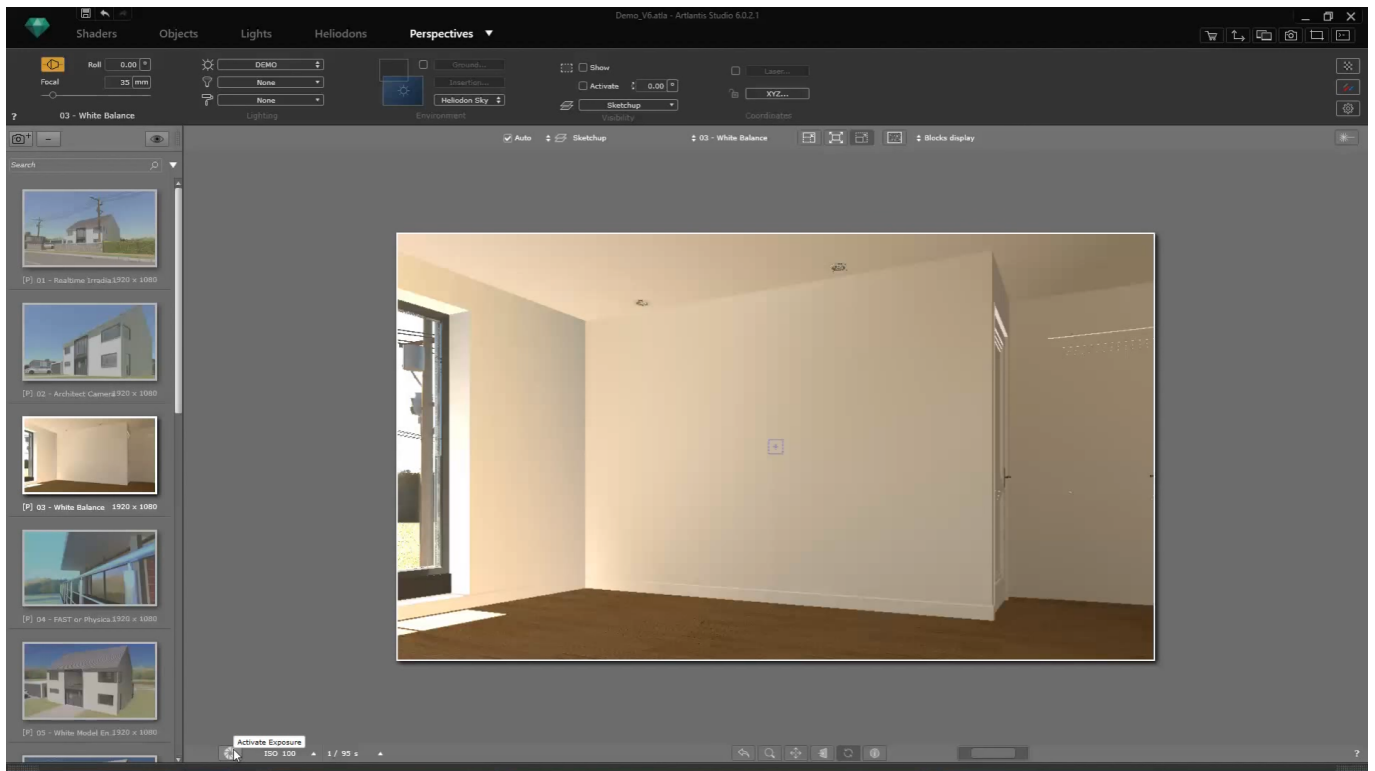 Demo_V6.atla - Artlantis Studio 6.0.2.1
Shaders Objects Lights Heliodons Perspectives
Roll 0.00 °
Focal 35 mm
? 03 - White Balance
DEMO
None
None
Lighting
Ground...
Insertion...
Heliodon Sky
Environment
Show
Activate 0.00 °
Sketchup
Visibility
Laser...
XYZ...
Coordinates
Auto Sketchup 03 - White Balance Blocks display
Search
[P] 01 - Realtime Irradia.1920 x 1080
[P] 02 - Architect Camera1920 x 1080
[P] 03 - White Balance 1920 x 1080
[P] 04 - FAST or Physica.1920 x 1080
[P] 05 - White Model En.1920 x 1080
Activate Exposure
ISO 100 1 / 95 s
?